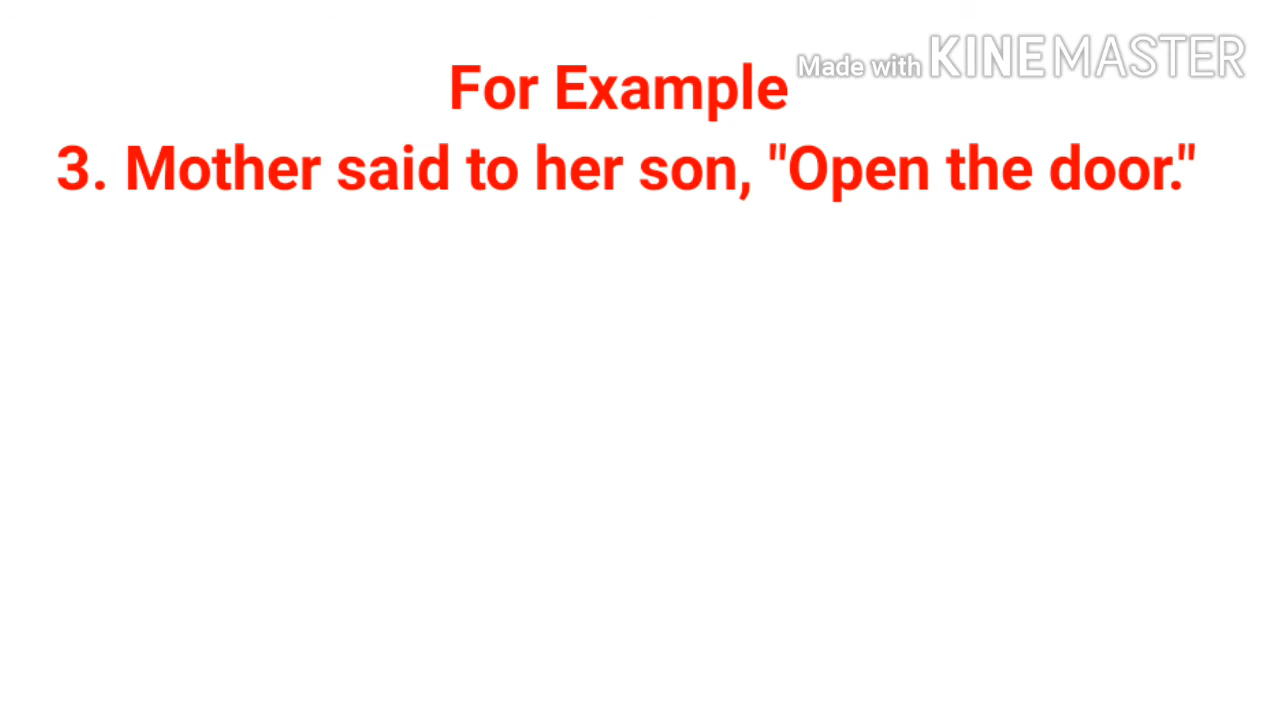 Made with KINEMASTER
For Example
3. Mother said to her son, "Open the door."